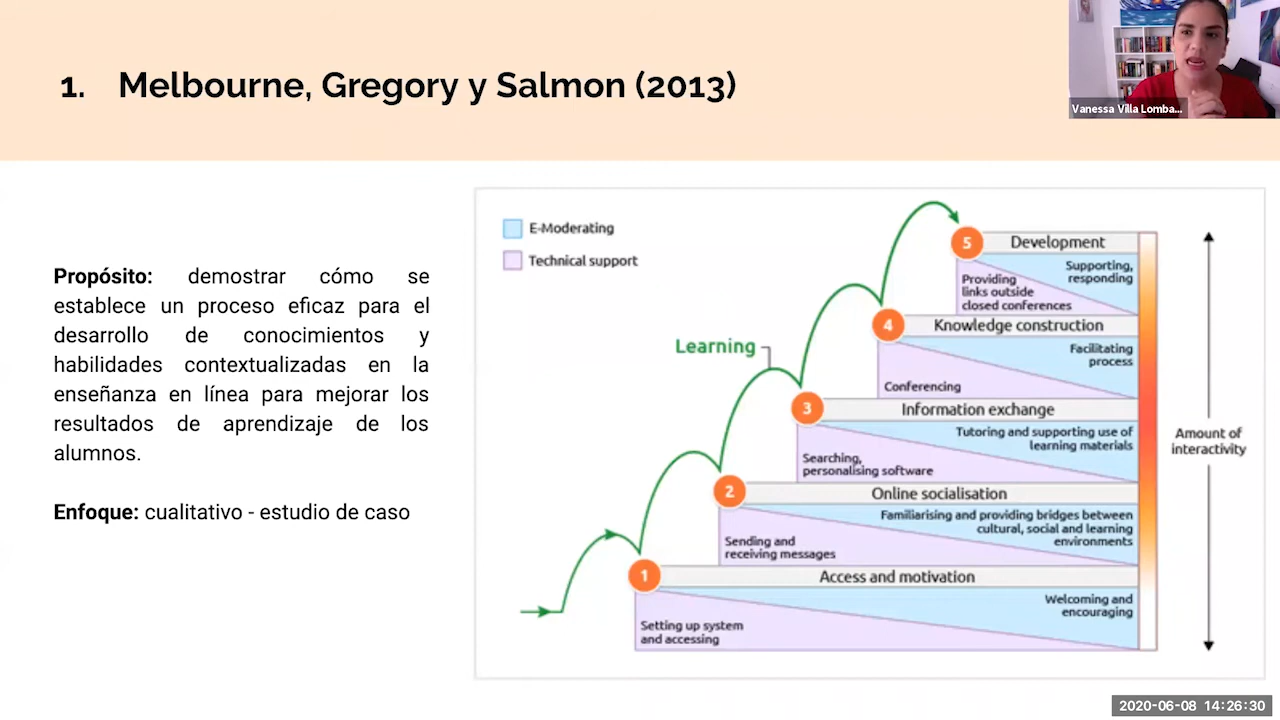 1. Melbourne, Gregory y Salmon (2013)
Vanessa Villa Lomba...
Propósito: demostrar cómo se
establece un proceso eficaz para el
desarrollo de conocimientos y
habilidades contextualizadas en la
enseñanza en línea para mejorar los
resultados de aprendizaje de los
alumnos.
Enfoque: cualitativo - estudio de caso
E-Moderating
Technical support
Learning
5
Development
Supporting,
responding
Providing
links outside
closed conferences
4
Knowledge construction
Facilitating
process
Conferencing
3
Information exchange
Tutoring and supporting use of
learning materials
Searching,
personalising software
2
Online socialisation
Familiarising and providing bridges between
cultural, social and learning
environments
Sending and
receiving messages
1
Access and motivation
Welcoming and
encouraging
Setting up system
and accessing
Amount of
interactivity
2020-06-08 14:26:30